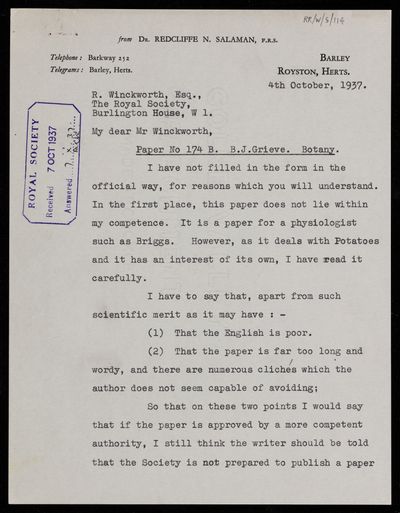 RR/W/S/114
from DR. REDCLIFFE N. SALAMAN, F.R.S.
Telephone: Barkway 252
Telegrams: Barley, Herts.
BARLEY
ROYSTON, HERTS.
4th October, 1937.
R. Winckworth, Esq.,
The Royal Society,
Burlington House, W 1.
ROYAL SOCIETY
Received 7 OCT 1937
Answered
My dear Mr Winckworth,
Paper No 174 B. B.J.Grieve. Botany.
I have not filled in the form in the
official way, for reasons which you will understand.
In the first place, this paper does not lie within
my competence. It is a paper for a physiologist
such as Briggs. However, as it deals with Potatoes
and it has an interest of its own, I have read it
carefully.
I have to say that, apart from such
scientific merit as it may have : -
(1) That the English is poor.
(2) That the paper is far too long and
wordy, and there are numerous clichés which the
author does not seem capable of avoiding;
So that on these two points I would say
that if the paper is approved by a more competent
authority, I still think the writer should be told
that the Society is not prepared to publish a paper